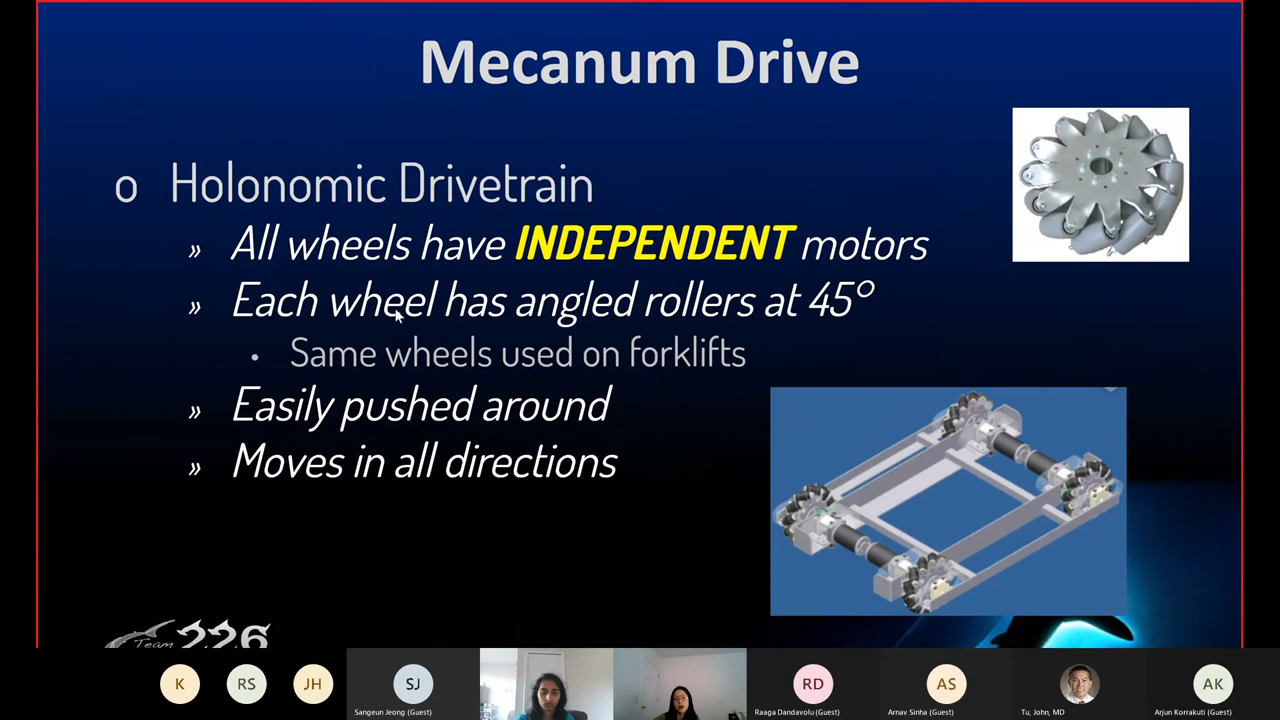 Mecanum Drive
o Holonomic Drivetrain
» All wheels have INDEPENDENT motors
» Each wheel has angled rollers at 45°
• Same wheels used on forklifts
» Easily pushed around
» Moves in all directions
Team 226
K RS JH SJ RD AS AK
Sangeun Jeong (Guest) Raaga Dandavolu (Guest) Arnav Sinha (Guest) Tu, John, MD Arjun Korrakuti (Guest)